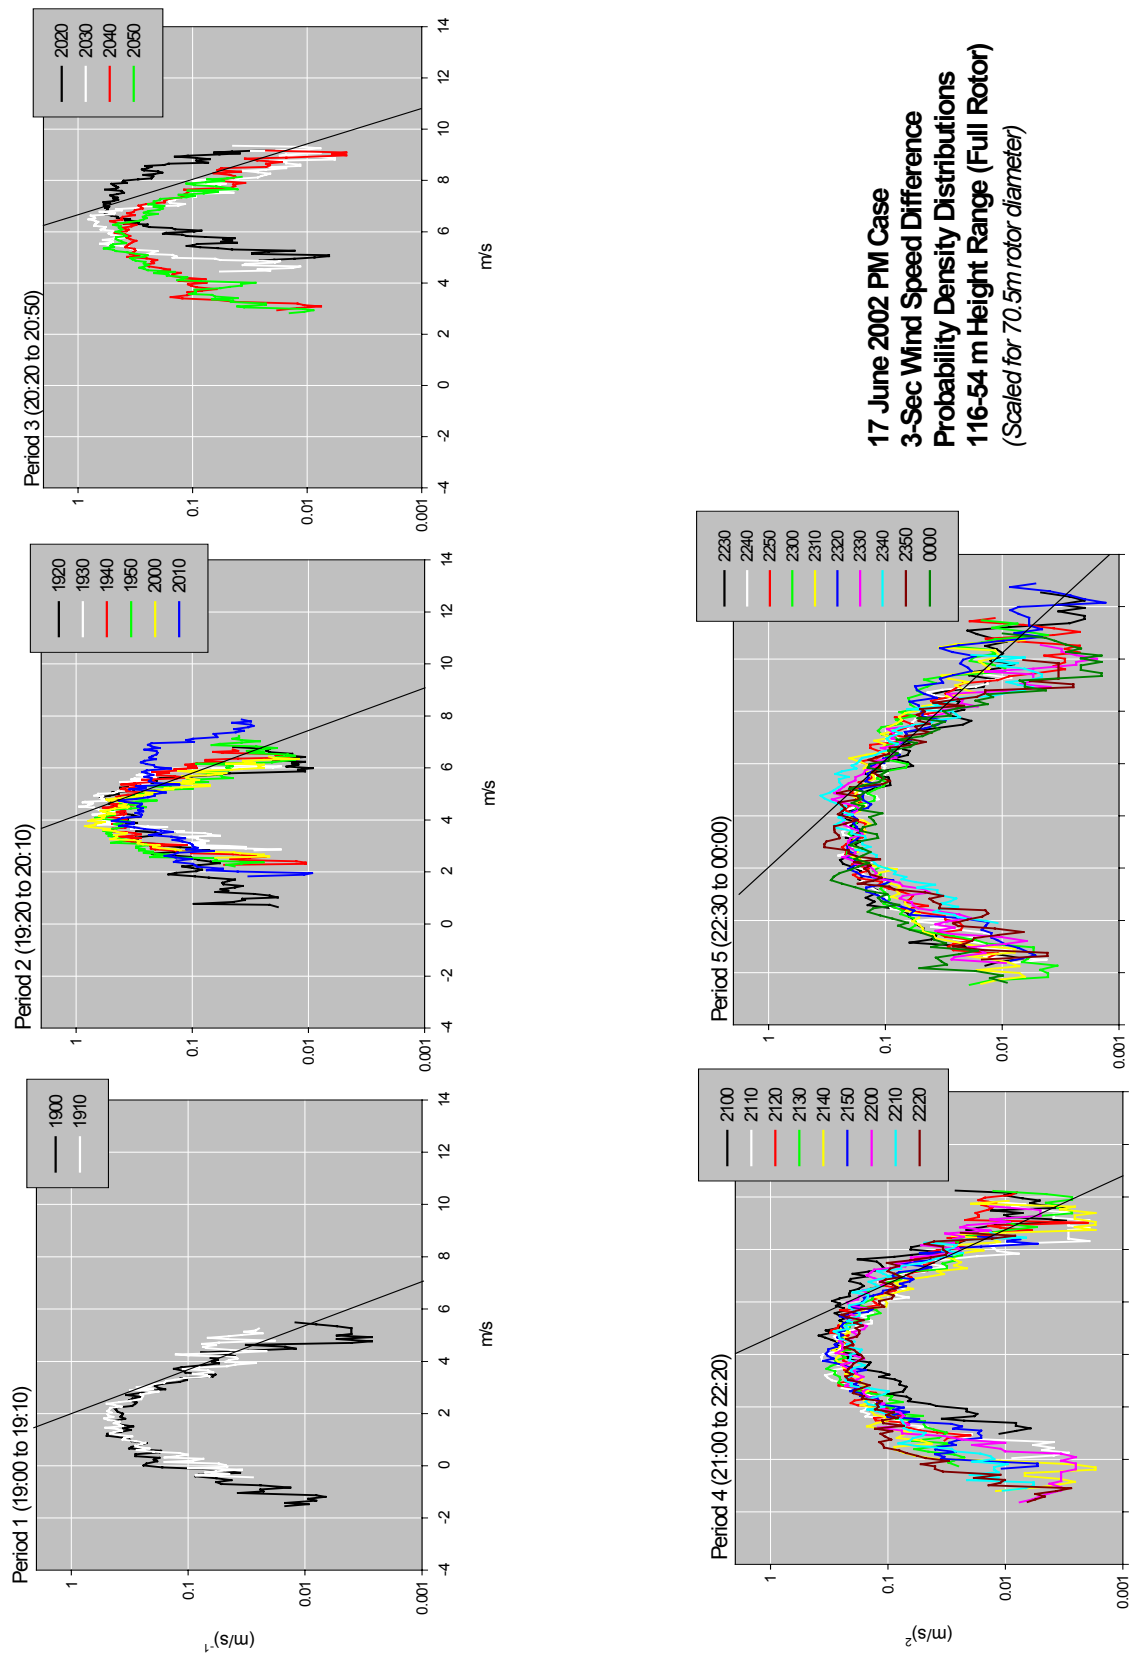 Period 1 (19:00 to 19:10)
1900
1910
(m/s)⁻¹
1
0.1
0.01
0.001
-4 -2 0 2 4 6 8 10 12 14
m/s
Period 2 (19:20 to 20:10)
1920
1930
1940
1950
2000
2010
1
0.1
0.01
0.001
-4 -2 0 2 4 6 8 10 12 14
m/s
Period 3 (20:20 to 20:50)
2020
2030
2040
2050
1
0.1
0.01
0.001
-4 -2 0 2 4 6 8 10 12 14
m/s
Period 4 (21:00 to 22:20)
2100
2110
2120
2130
2140
2150
2200
2210
2220
(m/s)²
1
0.1
0.01
0.001
Period 5 (22:30 to 00:00)
2230
2240
2250
2300
2310
2320
2330
2340
2350
0000
1
0.1
0.01
0.001
17 June 2002 PM Case
3-Sec Wind Speed Difference
Probability Density Distributions
116-54 m Height Range (Full Rotor)
(Scaled for 70.5m rotor diameter)